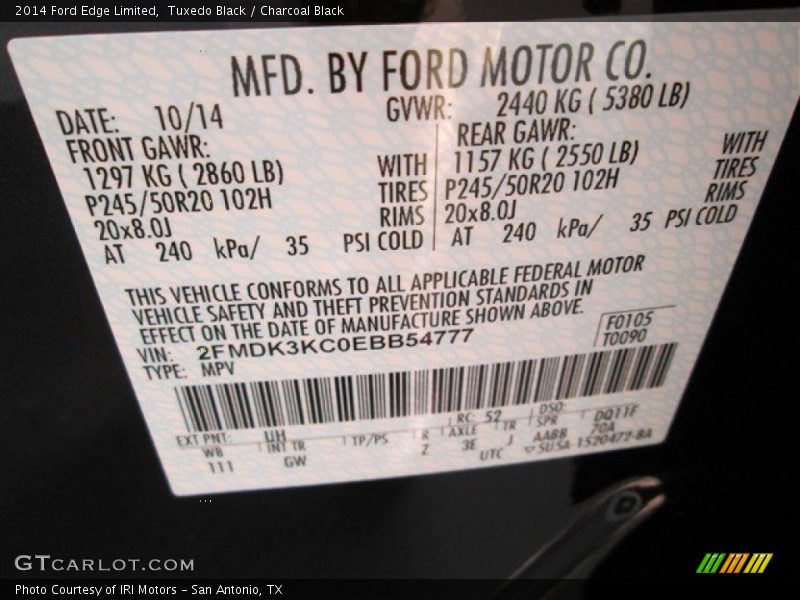 2014 Ford Edge Limited, Tuxedo Black / Charcoal Black
MFD. BY FORD MOTOR CO.
DATE: 10/14
GVWR: 2440 KG ( 5380 LB)
FRONT GAWR:
1297 KG ( 2860 LB) WITH
P245/50R20 102H TIRES
20x8.0J RIMS
AT 240 kPa/ 35 PSI COLD
REAR GAWR:
1157 KG ( 2550 LB) WITH
P245/50R20 102H TIRES
20x8.0J RIMS
AT 240 kPa/ 35 PSI COLD
THIS VEHICLE CONFORMS TO ALL APPLICABLE FEDERAL MOTOR
VEHICLE SAFETY AND THEFT PREVENTION STANDARDS IN
EFFECT ON THE DATE OF MANUFACTURE SHOWN ABOVE.
VIN: 2FMDK3KC0EBB54777
TYPE: MPV
F0105
T0090
EXT PNT: UH RC: 52 DSO:
WB INT TR TP/PS R AXLE TR SPR DQ11F
111 GW Z 3E J AABB 70A
UTC 5U5A-1520472-BA
GTCARLOT.COM
Photo Courtesy of IRI Motors – San Antonio, TX